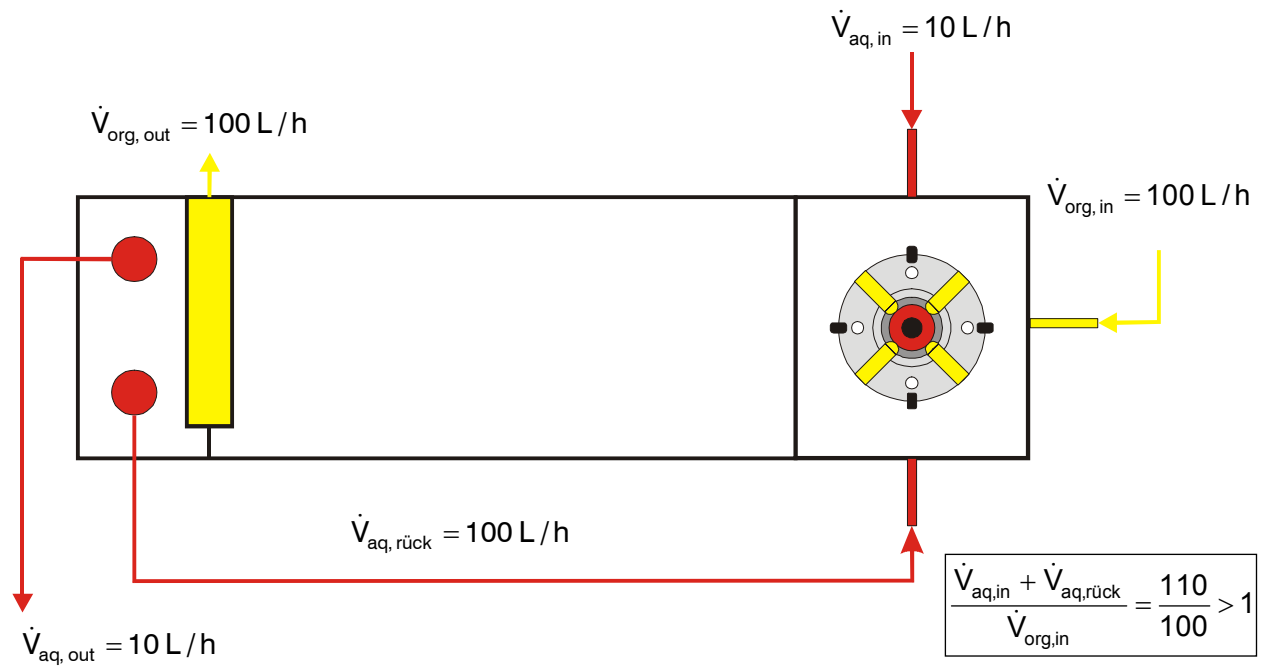 V̇aq, in = 10 L / h
V̇org, out = 100 L / h
V̇org, in = 100 L / h
V̇aq, rück = 100 L / h
V̇aq,in + V̇aq,rück / V̇org,in = 110 / 100 > 1
V̇aq, out = 10 L / h